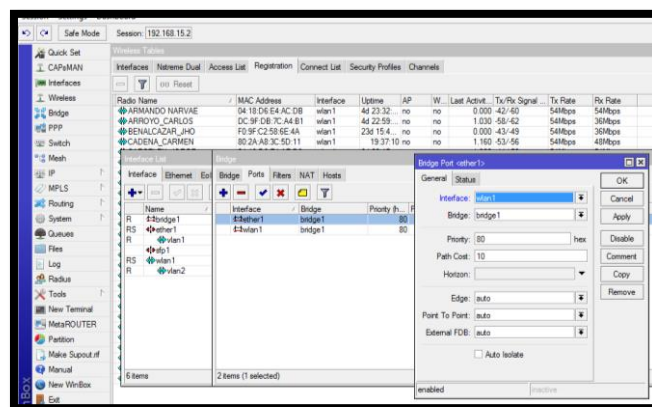 Safe Mode Session: 192.168.15.2
Quick Set
CAPsMAN
Interfaces
Wireless
Bridge
PPP
Switch
Mesh
IP
MPLS
Routing
System
Queues
Files
Log
Radius
Tools
New Terminal
MetaROUTER
Partition
Make Supout.rif
Manual
New WinBox
Exit
Wireless Tables
Interfaces Nstreme Dual Access List Registration Connect List Security Profiles Channels
Reset
Radio Name / MAC Address Interface Uptime AP W... Last Activit... Tx/Rx Signal ... Tx Rate Rx Rate
ARMANDO NARVAE 04:18:D6:E4:AC:DB wlan1 4d 23:32:... no no 0.000 -42/-60 54Mbps 54Mbps
ARROYO_CARLOS DC:9F:DB:7C:A4:B1 wlan1 4d 22:59:... no no 1.030 -58/-62 54Mbps 36Mbps
BENALCAZAR_JHO F0:9F:C2:58:6E:4A wlan1 23d 15:4... no no 0.000 -43/-49 54Mbps 36Mbps
CADENA_CARMEN 80:2A:A8:3C:5D:11 wlan1 19:37:10 no no 1.160 -53/-56 54Mbps 48Mbps
Interface List
Interface Ethernet EoI
Name /
R bridge1
RS ether1
R vlan1
sfp1
RS wlan1
R vlan2
6 items
Bridge
Bridge Ports Filters NAT Hosts
Interface / Bridge Priority (h...
ether1 bridge1 80
wlan1 bridge1 80
2 items (1 selected)
Bridge Port <ether1>
General Status
Interface: wlan1
Bridge: bridge1
Priority: 80 hex
Path Cost: 10
Horizon:
Edge: auto
Point To Point: auto
External FDB: auto
Auto Isolate
enabled inactive
OK
Cancel
Apply
Disable
Comment
Copy
Remove